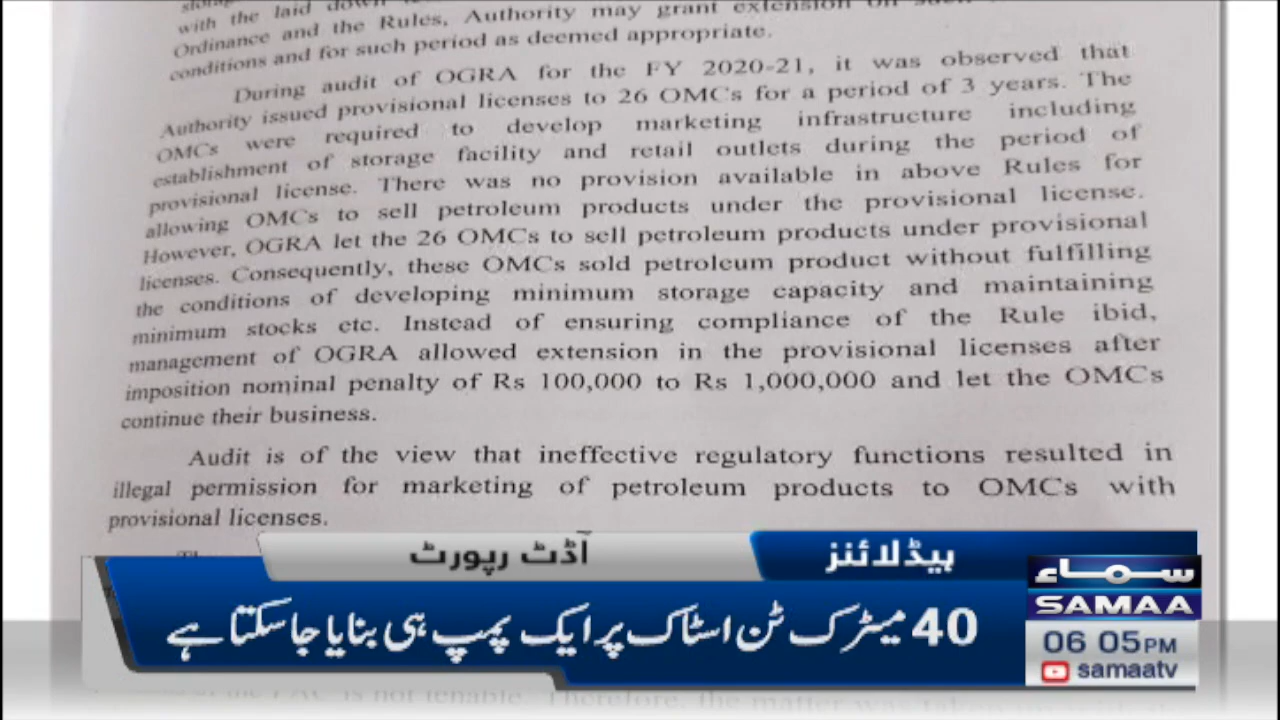 with the laid down
Ordinance and the Rules, Authority may grant extension on such
conditions and for such period as deemed appropriate.
During audit of OGRA for the FY 2020-21, it was observed that
Authority issued provisional licenses to 26 OMCs for a period of 3 years. The
OMCs were required to develop marketing infrastructure including
establishment of storage facility and retail outlets during the period of
provisional license. There was no provision available in above Rules for
allowing OMCs to sell petroleum products under the provisional license.
However, OGRA let the 26 OMCs to sell petroleum products under provisional
licenses. Consequently, these OMCs sold petroleum product without fulfilling
the conditions of developing minimum storage capacity and maintaining
minimum stocks etc. Instead of ensuring compliance of the Rule ibid,
management of OGRA allowed extension in the provisional licenses after
imposition nominal penalty of Rs 100,000 to Rs 1,000,000 and let the OMCs
continue their business.
Audit is of the view that ineffective regulatory functions resulted in
illegal permission for marketing of petroleum products to OMCs with
provisional licenses.
ہیڈلائنز
آڈٹ رپورٹ
40 میٹرک ٹن اسٹاک پر ایک پمپ ہی بنایا جاسکتا ہے
سماء
SAMAA
06 05PM
samaatv
is not tenable. Therefore, the matter was